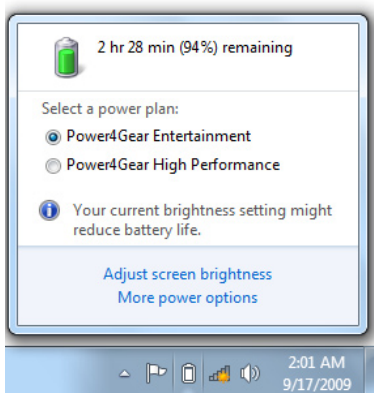 2 hr 28 min (94%) remaining
Select a power plan:
Power4Gear Entertainment
Power4Gear High Performance
Your current brightness setting might
reduce battery life.
Adjust screen brightness
More power options
2:01 AM
9/17/2009